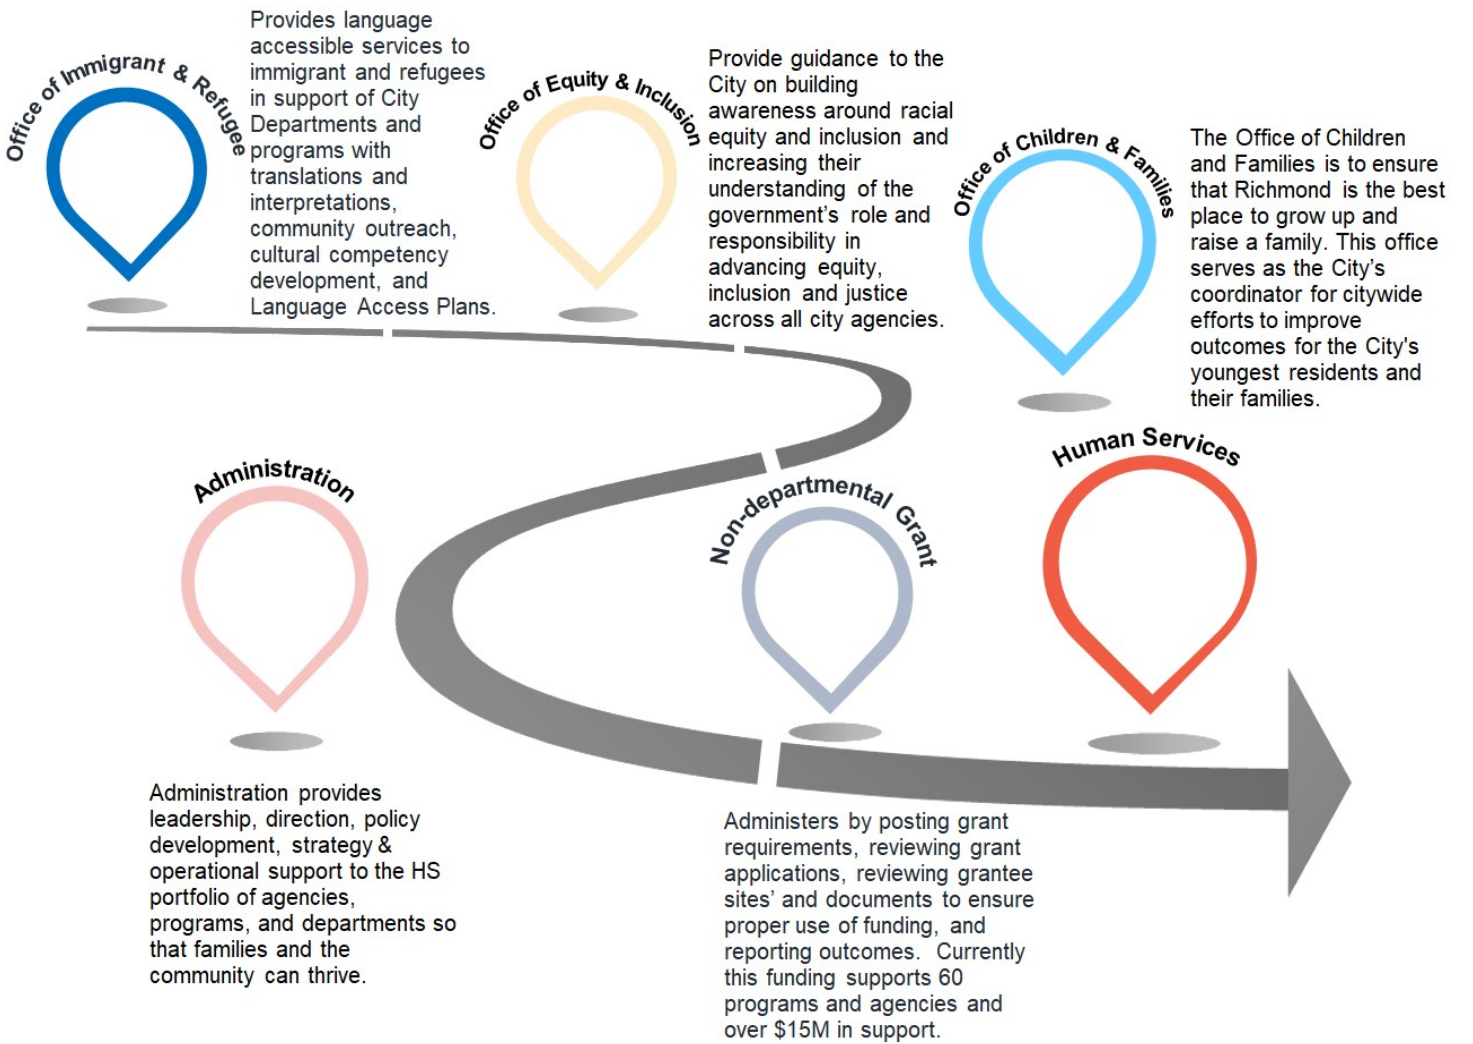 Office of Immigrant & Refugee
Provides language
accessible services to
immigrant and refugees
in support of City
Departments and
programs with
translations and
interpretations,
community outreach,
cultural competency
development, and
Language Access Plans.
Office of Equity & Inclusion
Provide guidance to the
City on building
awareness around racial
equity and inclusion and
increasing their
understanding of the
government’s role and
responsibility in
advancing equity,
inclusion and justice
across all city agencies.
Office of Children & Families
The Office of Children
and Families is to ensure
that Richmond is the best
place to grow up and
raise a family. This office
serves as the City’s
coordinator for citywide
efforts to improve
outcomes for the City's
youngest residents and
their families.
Administration
Administration provides
leadership, direction, policy
development, strategy &
operational support to the HS
portfolio of agencies,
programs, and departments so
that families and the
community can thrive.
Non-departmental Grant
Administers by posting grant
requirements, reviewing grant
applications, reviewing grantee
sites’ and documents to ensure
proper use of funding, and
reporting outcomes. Currently
this funding supports 60
programs and agencies and
over $15M in support.
Human Services